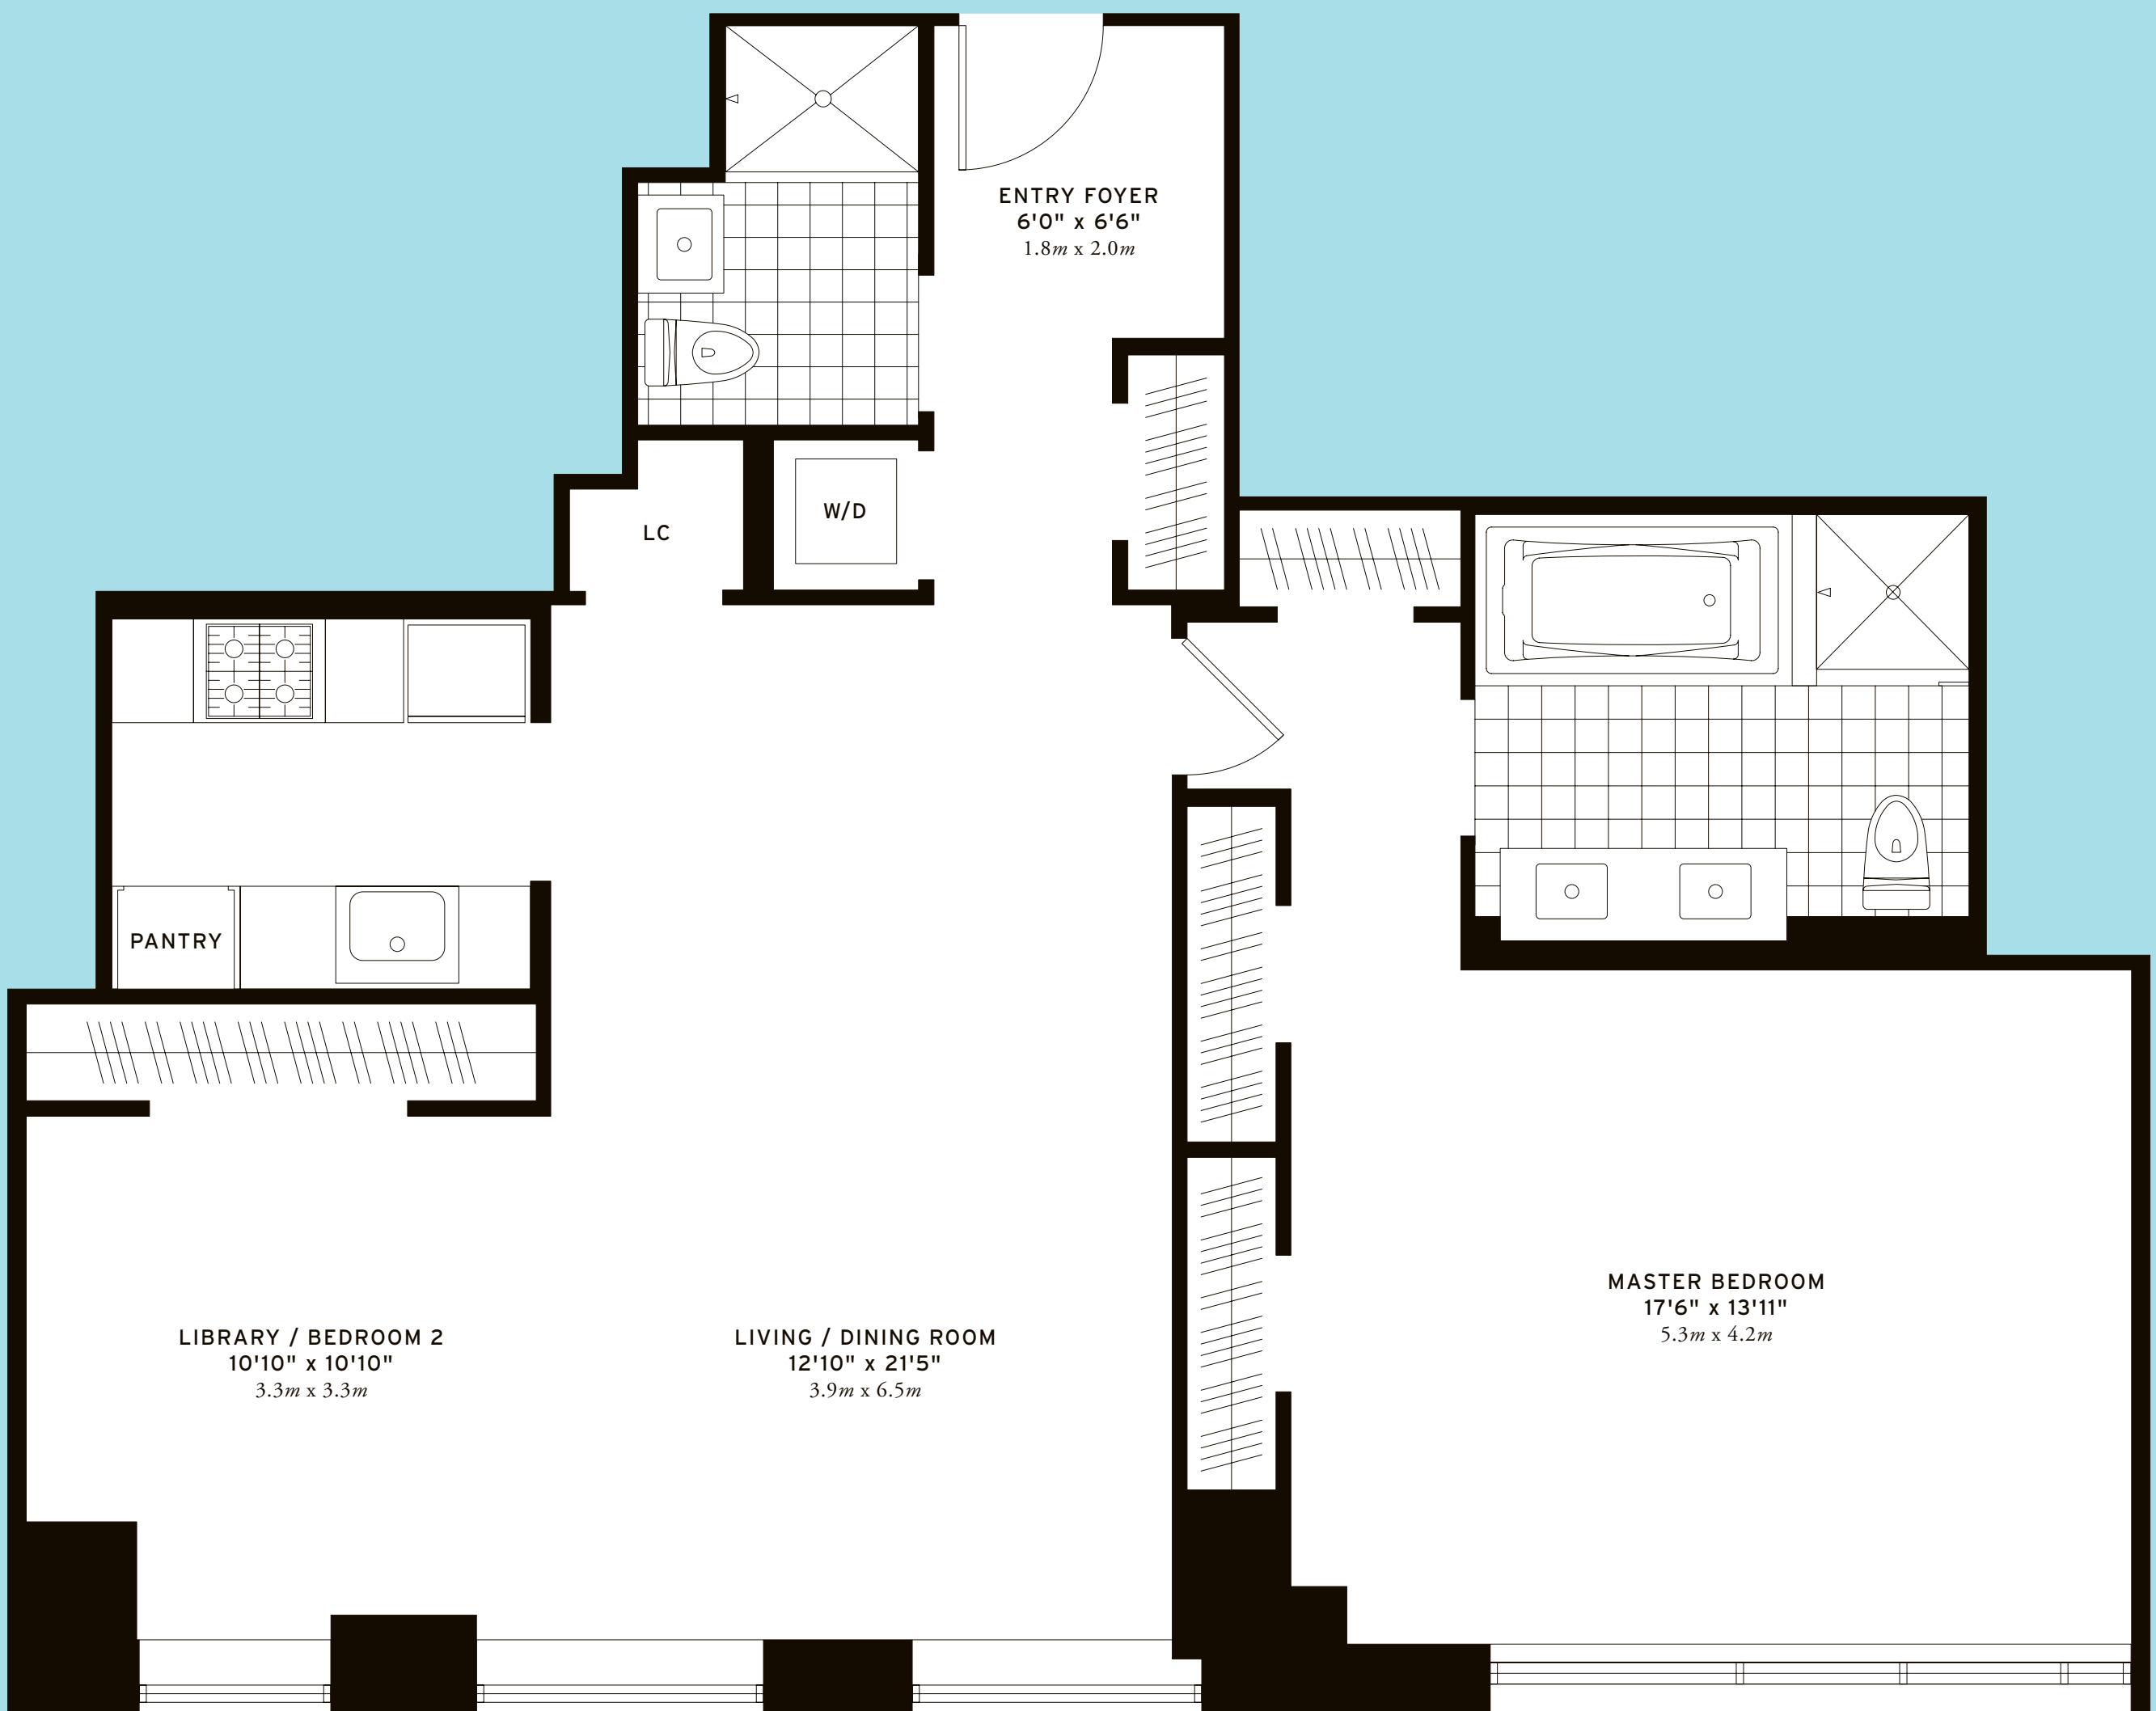 ENTRY FOYER
6'0" x 6'6"
1.8m x 2.0m
LC
W/D
PANTRY
LIBRARY / BEDROOM 2
10'10" x 10'10"
3.3m x 3.3m
LIVING / DINING ROOM
12'10" x 21'5"
3.9m x 6.5m
MASTER BEDROOM
17'6" x 13'11"
5.3m x 4.2m